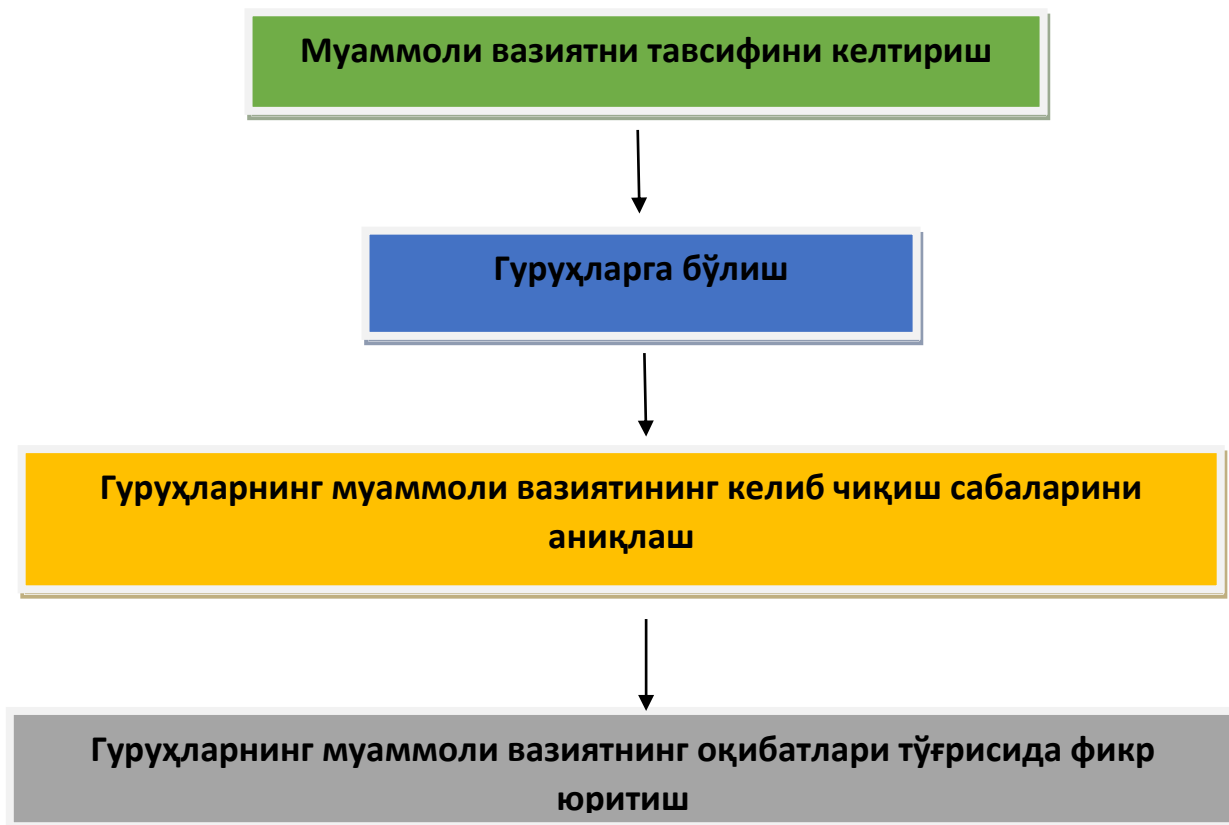 Муаммоли вазиятни тавсифини келтириш
Гуруҳларга бўлиш
Гуруҳларнинг муаммоли вазиятининг келиб чиқиш сабаларини
аниқлаш
Гуруҳларнинг муаммоли вазиятнинг оқибатлари тўғрисида фикр
юритиш